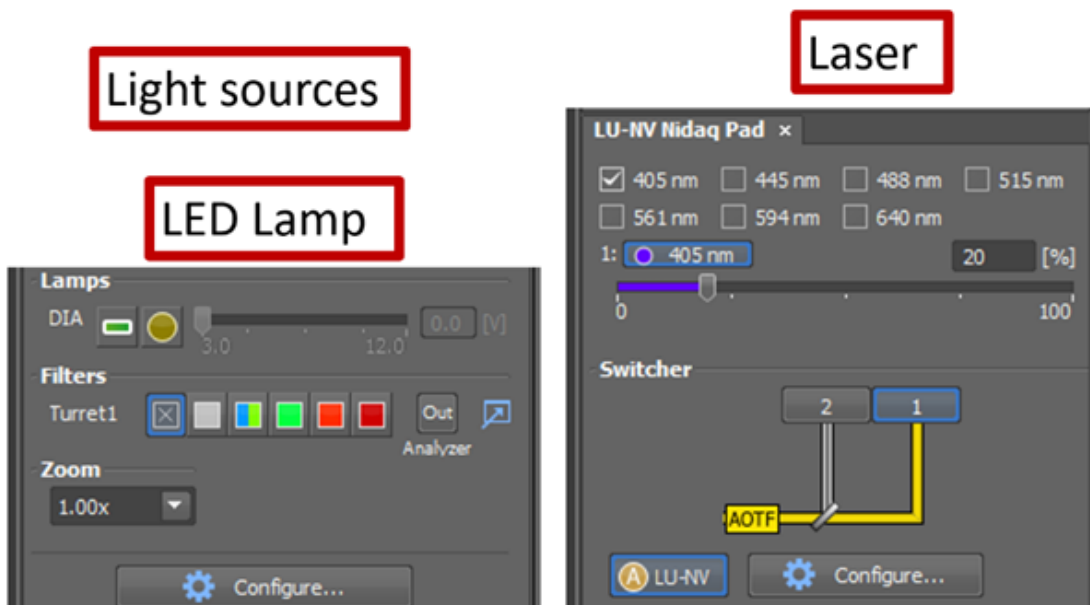 Light sources
LED Lamp
Lamps
DIA 0.0 [V]
3.0 12.0
Filters
Turret1 Out
Analyzer
Zoom
1.00x
Configure...
Laser
LU-NV Nidaq Pad ×
405 nm 445 nm 488 nm 515 nm
561 nm 594 nm 640 nm
1: 405 nm 20 [%]
0 100
Switcher
2 1
AOTF
A LU-NV Configure...